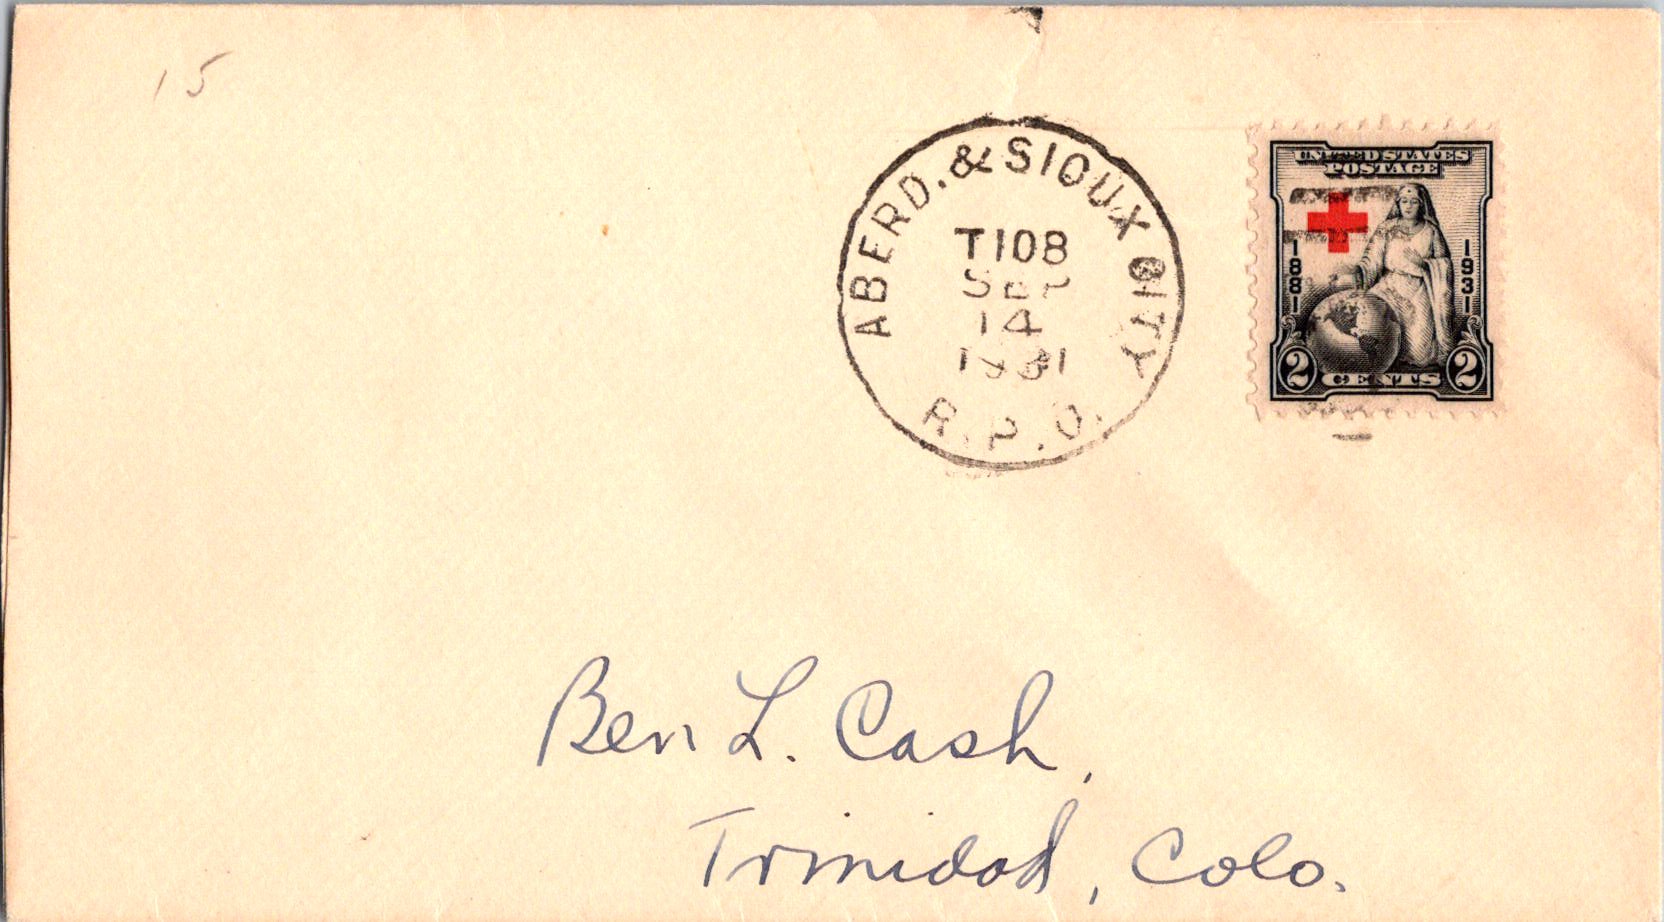 15
ABERD. & SIOUX CITY
T108
SEP
14
1931
R.P.O.
UNITED STATES
POSTAGE
1881
1931
2 CENTS 2
Ben L. Cash,
Trinidad, Colo.